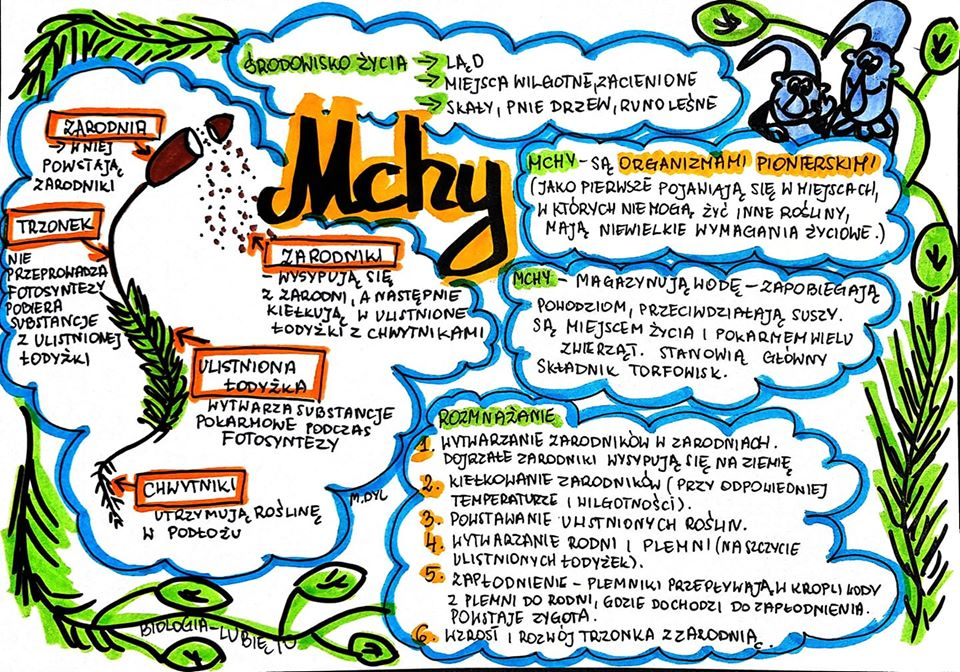 ŚRODOWISKO ŻYCIA → LĄD
→ MIEJSCA WILGOTNE, ZACIENIONE
→ SKAŁY, PNIE DRZEW, RUNO LEŚNE
Mchy
ZARODNIA
→ W NIEJ
POWSTAJĄ
ZARODNIKI
TRZONEK
NIE
PRZEPROWADZA
FOTOSYNTEZY
POBIERA
SUBSTANCJE
Z ULISTNIONEJ
ŁODYŻKI
ZARODNIKI
- WYSYPUJĄ SIĘ
Z ZARODNI, A NASTĘPNIE
KIEŁKUJĄ W ULISTNIONE
ŁODYŻKI Z CHWYTNIKAMI
ULISTNIONA
ŁODYŻKA
WYTWARZA SUBSTANCJE
POKARMOWE PODCZAS
FOTOSYNTEZY
CHWYTNIKI
UTRZYMUJĄ ROŚLINĘ
W PODŁOŻU
M.DYL
MCHY - SĄ ORGANIZMAMI PIONIERSKIMI
(JAKO PIERWSZE POJAWIAJĄ SIĘ W MIEJSCACH,
W KTÓRYCH NIE MOGĄ ŻYĆ INNE ROŚLINY,
MAJĄ NIEWIELKIE WYMAGANIA ŻYCIOWE.)
MCHY - MAGAZYNUJĄ WODĘ - ZAPOBIEGAJĄ
POWODZIOM, PRZECIWDZIAŁAJĄ SUSZY.
SĄ MIEJSCEM ŻYCIA I POKARMEM WIELU
ZWIERZĄT. STANOWIĄ GŁÓWNY
SKŁADNIK TORFOWISK.
ROZMNAŻANIE
1. WYTWARZANIE ZARODNIKÓW W ZARODNIACH.
DOJRZAŁE ZARODNIKI WYSYPUJĄ SIĘ NA ZIEMIĘ
2. KIEŁKOWANIE ZARODNIKÓW (PRZY ODPOWIEDNIEJ
TEMPERATURZE I WILGOTNOŚCI).
3. POWSTAWANIE ULISTNIONYCH ROŚLIN.
4. WYTWARZANIE RODNI I PLEMNI (NA SZCZYCIE
ULISTNIONYCH ŁODYŻEK).
5. ZAPŁODNIENIE - PLEMNIKI PRZEPŁYWAJĄ, W KROPLI WODY
Z PLEMNI DO RODNI, GDZIE DOCHODZI DO ZAPŁODNIENIA.
POWSTAJE ZYGOTA.
6. WZROST I ROZWÓJ TRZONKA Z ZARODNIĄ.
BIOLOGIA-LUBIĘ TO